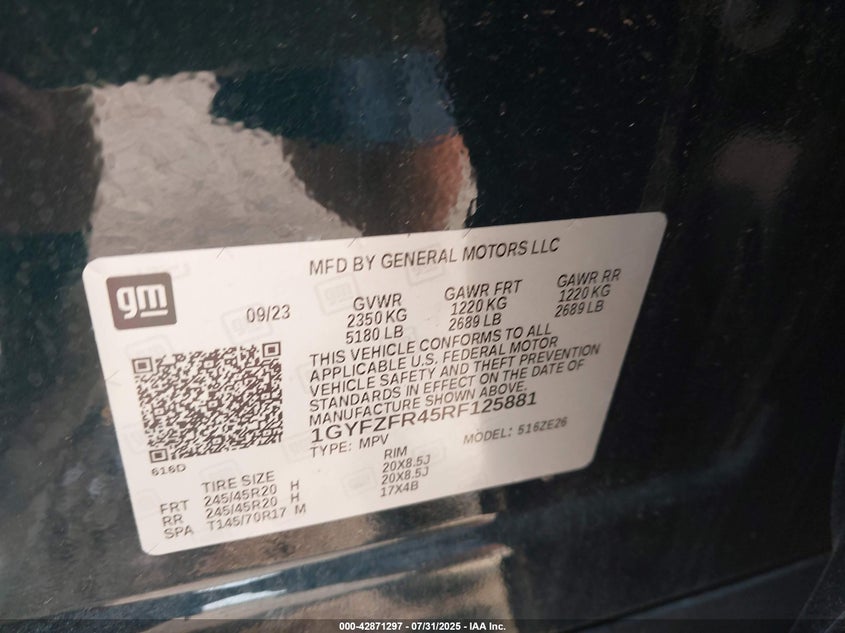 MFD BY GENERAL MOTORS LLC
gm
09/23
GVWR
2350 KG
5180 LB
GAWR FRT
1220 KG
2689 LB
GAWR RR
1220 KG
2689 LB
THIS VEHICLE CONFORMS TO ALL
APPLICABLE U.S. FEDERAL MOTOR
VEHICLE SAFETY AND THEFT PREVENTION
STANDARDS IN EFFECT ON THE DATE OF
MANUFACTURE SHOWN ABOVE.
1GYFZFR45RF125881
TYPE: MPV
MODEL: 516ZE26
616D
TIRE SIZE RIM
FRT 245/45R20 H 20X8.5J
RR 245/45R20 H 20X8.5J
SPA T145/70R17 M 17X4B
000-42871297 - 07/31/2025 - IAA Inc.